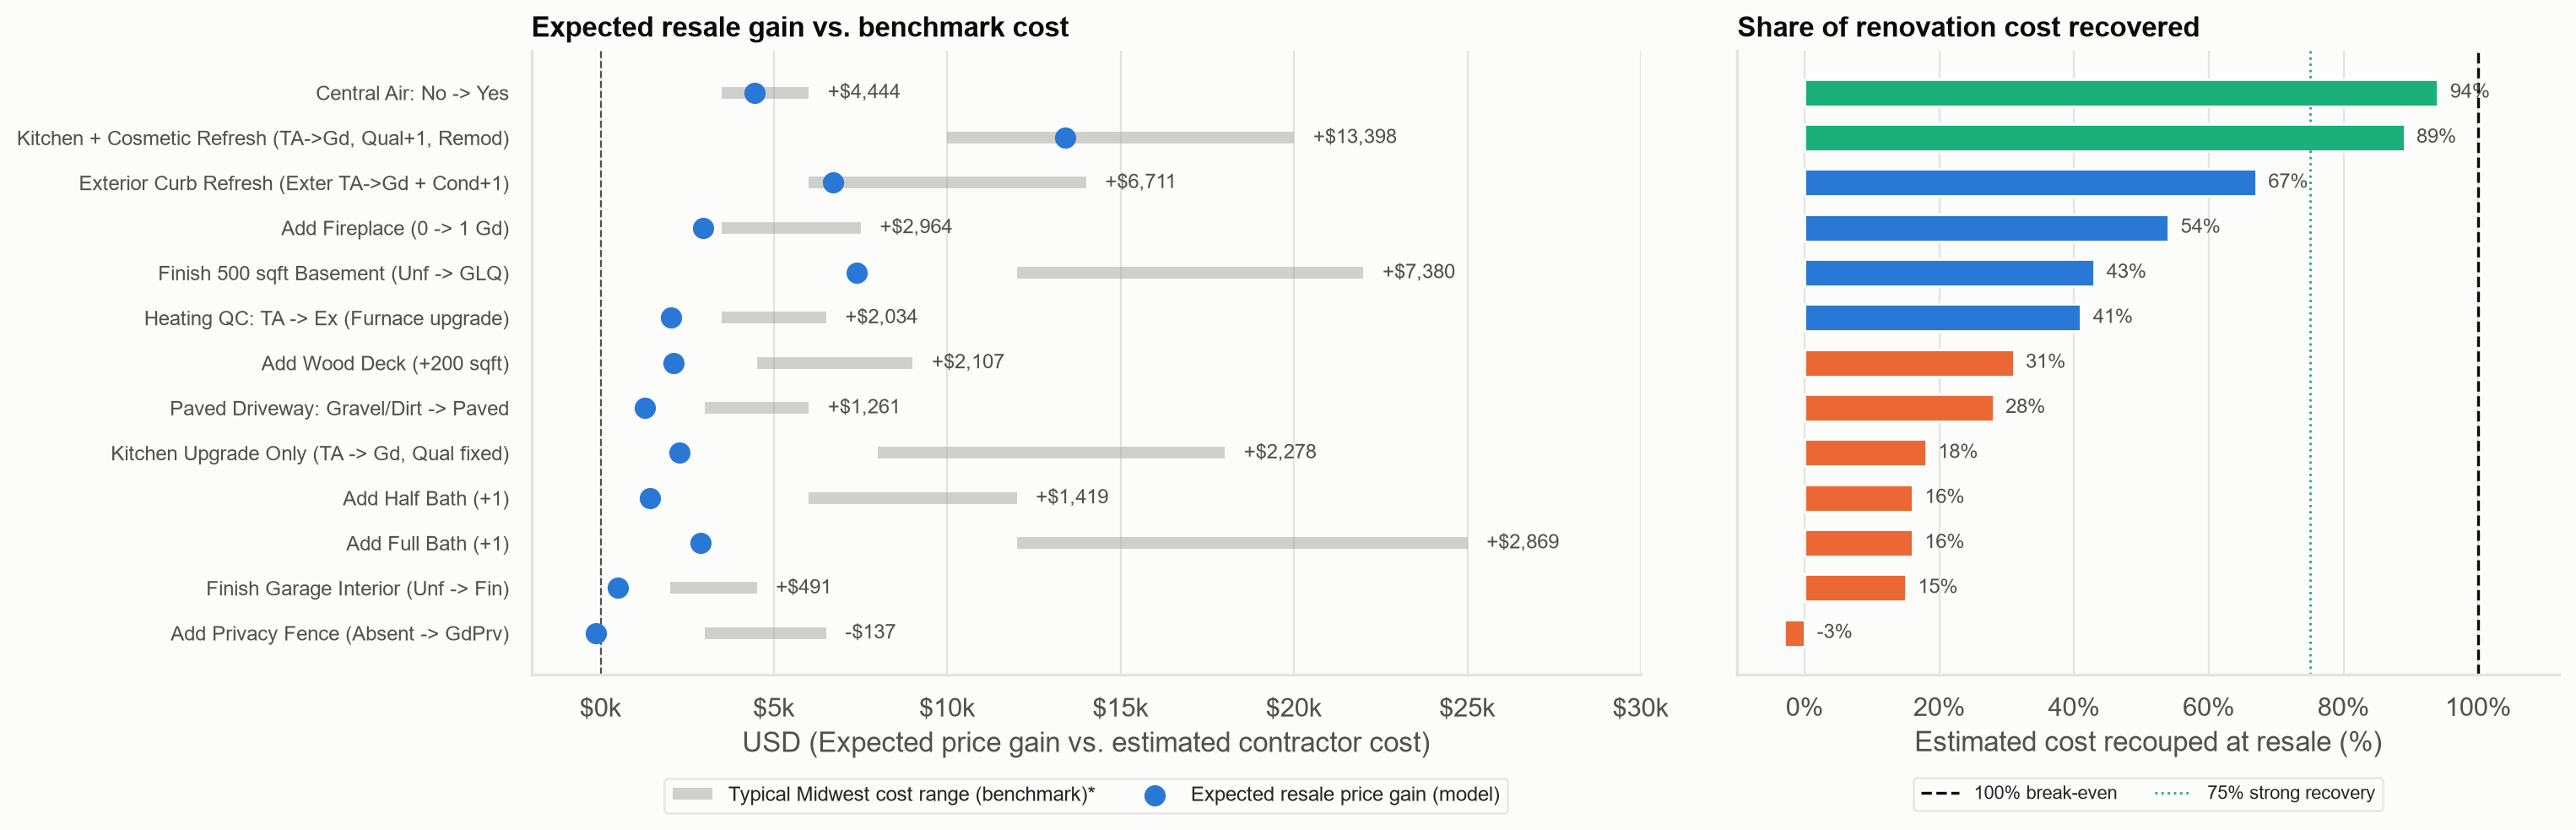 Expected resale gain vs. benchmark cost
Central Air: No -> Yes
+$4,444
Kitchen + Cosmetic Refresh (TA->Gd, Qual+1, Remod)
+$13,398
Exterior Curb Refresh (Exter TA->Gd + Cond+1)
+$6,711
Add Fireplace (0 -> 1 Gd)
+$2,964
Finish 500 sqft Basement (Unf -> GLQ)
+$7,380
Heating QC: TA -> Ex (Furnace upgrade)
+$2,034
Add Wood Deck (+200 sqft)
+$2,107
Paved Driveway: Gravel/Dirt -> Paved
+$1,261
Kitchen Upgrade Only (TA -> Gd, Qual fixed)
+$2,278
Add Half Bath (+1)
+$1,419
Add Full Bath (+1)
+$2,869
Finish Garage Interior (Unf -> Fin)
+$491
Add Privacy Fence (Absent -> GdPrv)
-$137
$0k $5k $10k $15k $20k $25k $30k
USD (Expected price gain vs. estimated contractor cost)
Typical Midwest cost range (benchmark)*
Expected resale price gain (model)
Share of renovation cost recovered
94%
89%
67%
54%
43%
41%
31%
28%
18%
16%
16%
15%
-3%
0% 20% 40% 60% 80% 100%
Estimated cost recouped at resale (%)
100% break-even
75% strong recovery